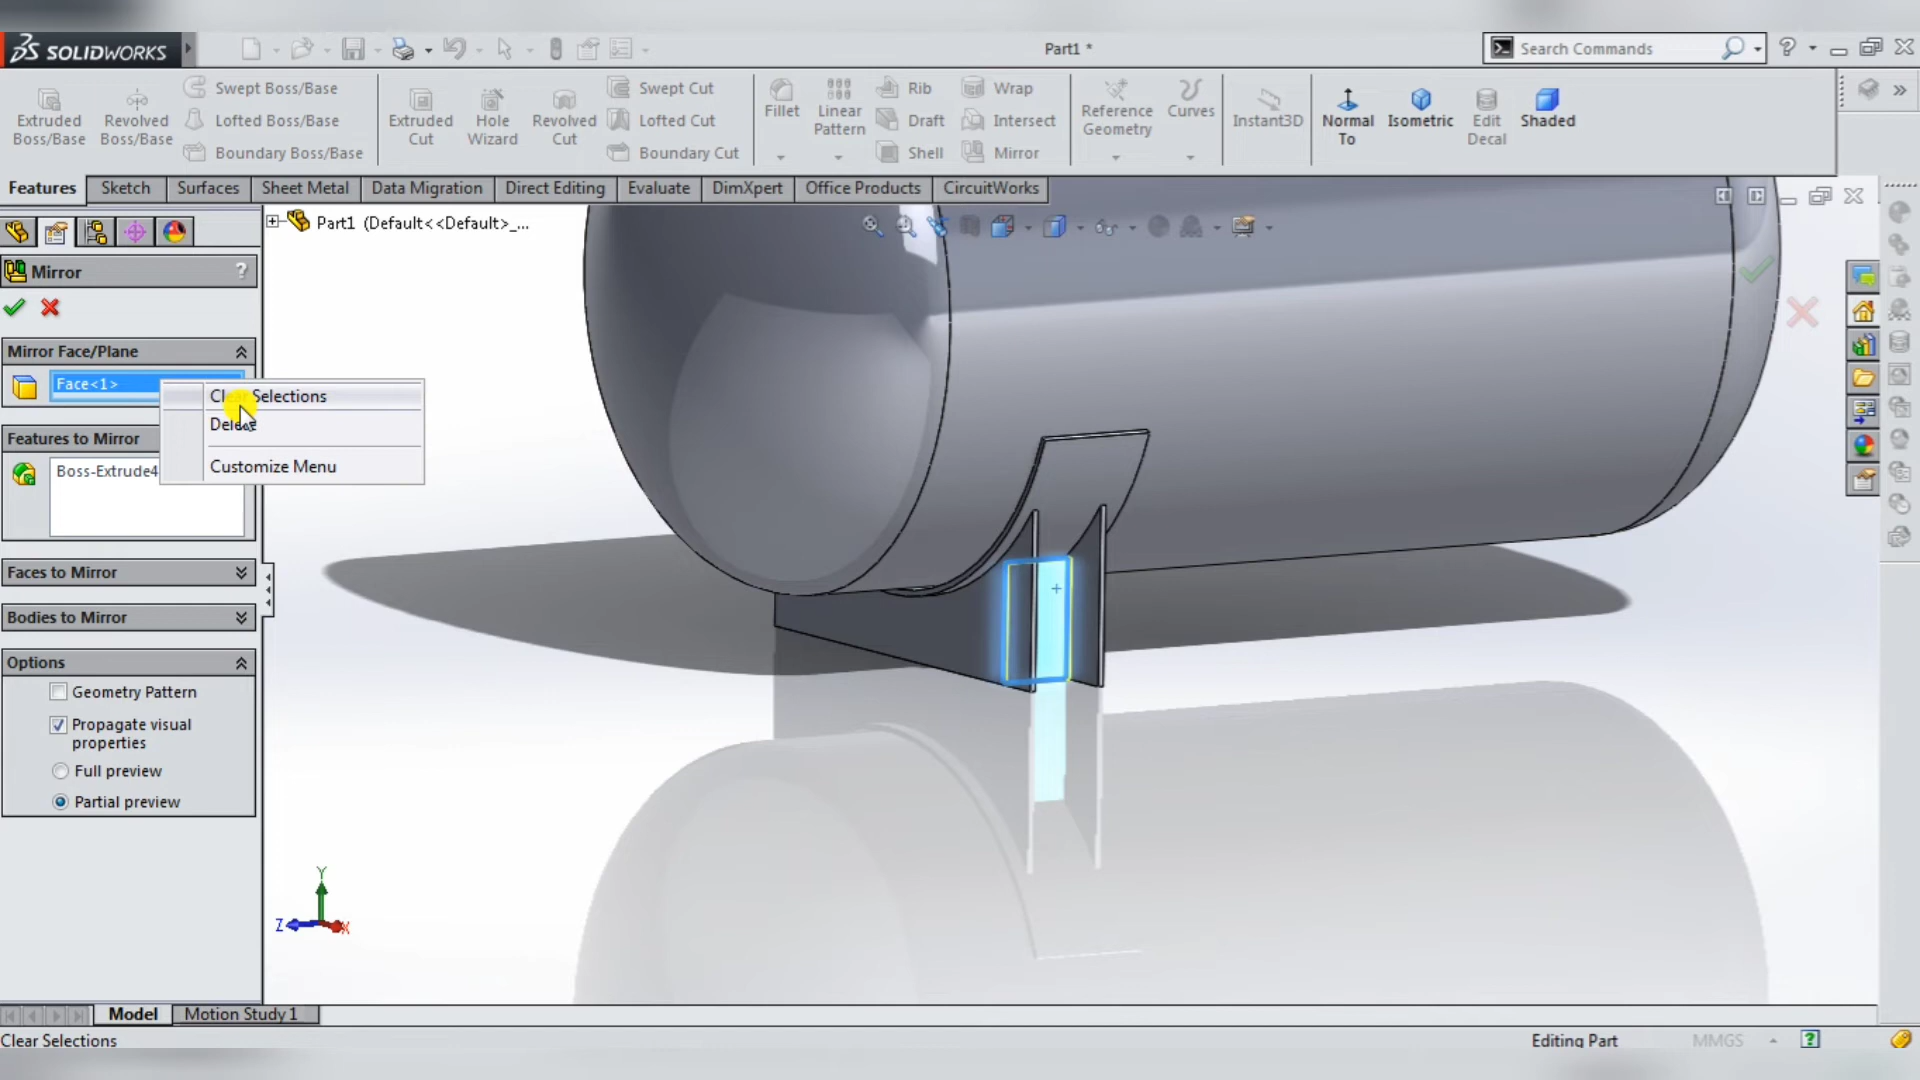 SOLIDWORKS
Part1 *
Search Commands
Extruded Boss/Base
Revolved Boss/Base
Swept Boss/Base
Lofted Boss/Base
Boundary Boss/Base
Extruded Cut
Hole Wizard
Revolved Cut
Swept Cut
Lofted Cut
Boundary Cut
Fillet
Linear Pattern
Rib
Draft
Shell
Wrap
Intersect
Mirror
Reference Geometry
Curves
Instant3D
Normal To
Isometric
Edit Decal
Shaded
Features
Sketch
Surfaces
Sheet Metal
Data Migration
Direct Editing
Evaluate
DimXpert
Office Products
CircuitWorks
Part1 (Default<<Default>_...
Mirror
?
Mirror Face/Plane
Face<1>
Clear Selections
Delete
Customize Menu
Features to Mirror
Boss-Extrude4
Faces to Mirror
Bodies to Mirror
Options
Geometry Pattern
Propagate visual
properties
Full preview
Partial preview
Y
Z
X
Model
Motion Study 1
Clear Selections
Editing Part
MMGS
?